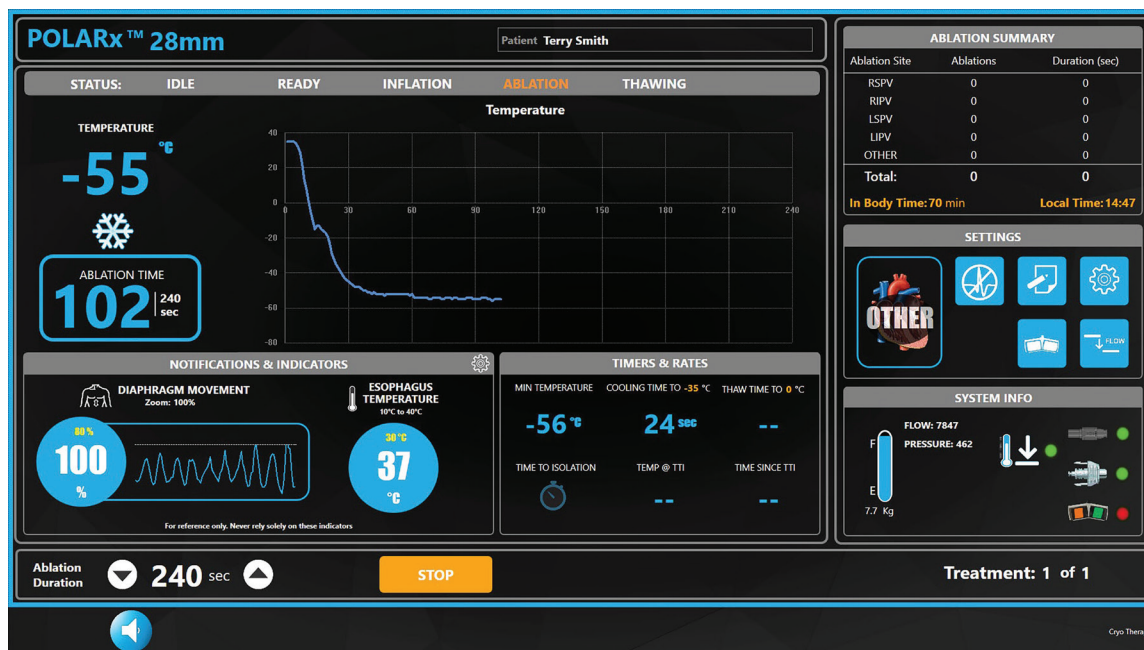 POLARx™ 28mm
Patient Terry Smith
STATUS: IDLE READY INFLATION ABLATION THAWING
TEMPERATURE
-55 °C
ABLATION TIME
102 240 sec
Temperature
40
20
0
-20
-40
-60
-80
0 30 60 90 120 150 180 210 240
NOTIFICATIONS & INDICATORS
DIAPHRAGM MOVEMENT
Zoom: 100%
80 %
100
%
ESOPHAGUS
TEMPERATURE
10°C to 40°C
30 °C
37
°C
For reference only. Never rely solely on these indicators
TIMERS & RATES
MIN TEMPERATURE COOLING TIME TO -35 °C THAW TIME TO 0 °C
-56 °C 24 sec --
TIME TO ISOLATION TEMP @ TTI TIME SINCE TTI
-- --
ABLATION SUMMARY
Ablation Site Ablations Duration (sec)
RSPV 0 0
RIPV 0 0
LSPV 0 0
LIPV 0 0
OTHER 0 0
Total: 0 0
In Body Time: 70 min Local Time: 14:47
SETTINGS
OTHER
FLOW
SYSTEM INFO
FLOW: 7847
PRESSURE: 462
F
E
7.7 Kg
Ablation
Duration
240 sec
STOP
Treatment: 1 of 1